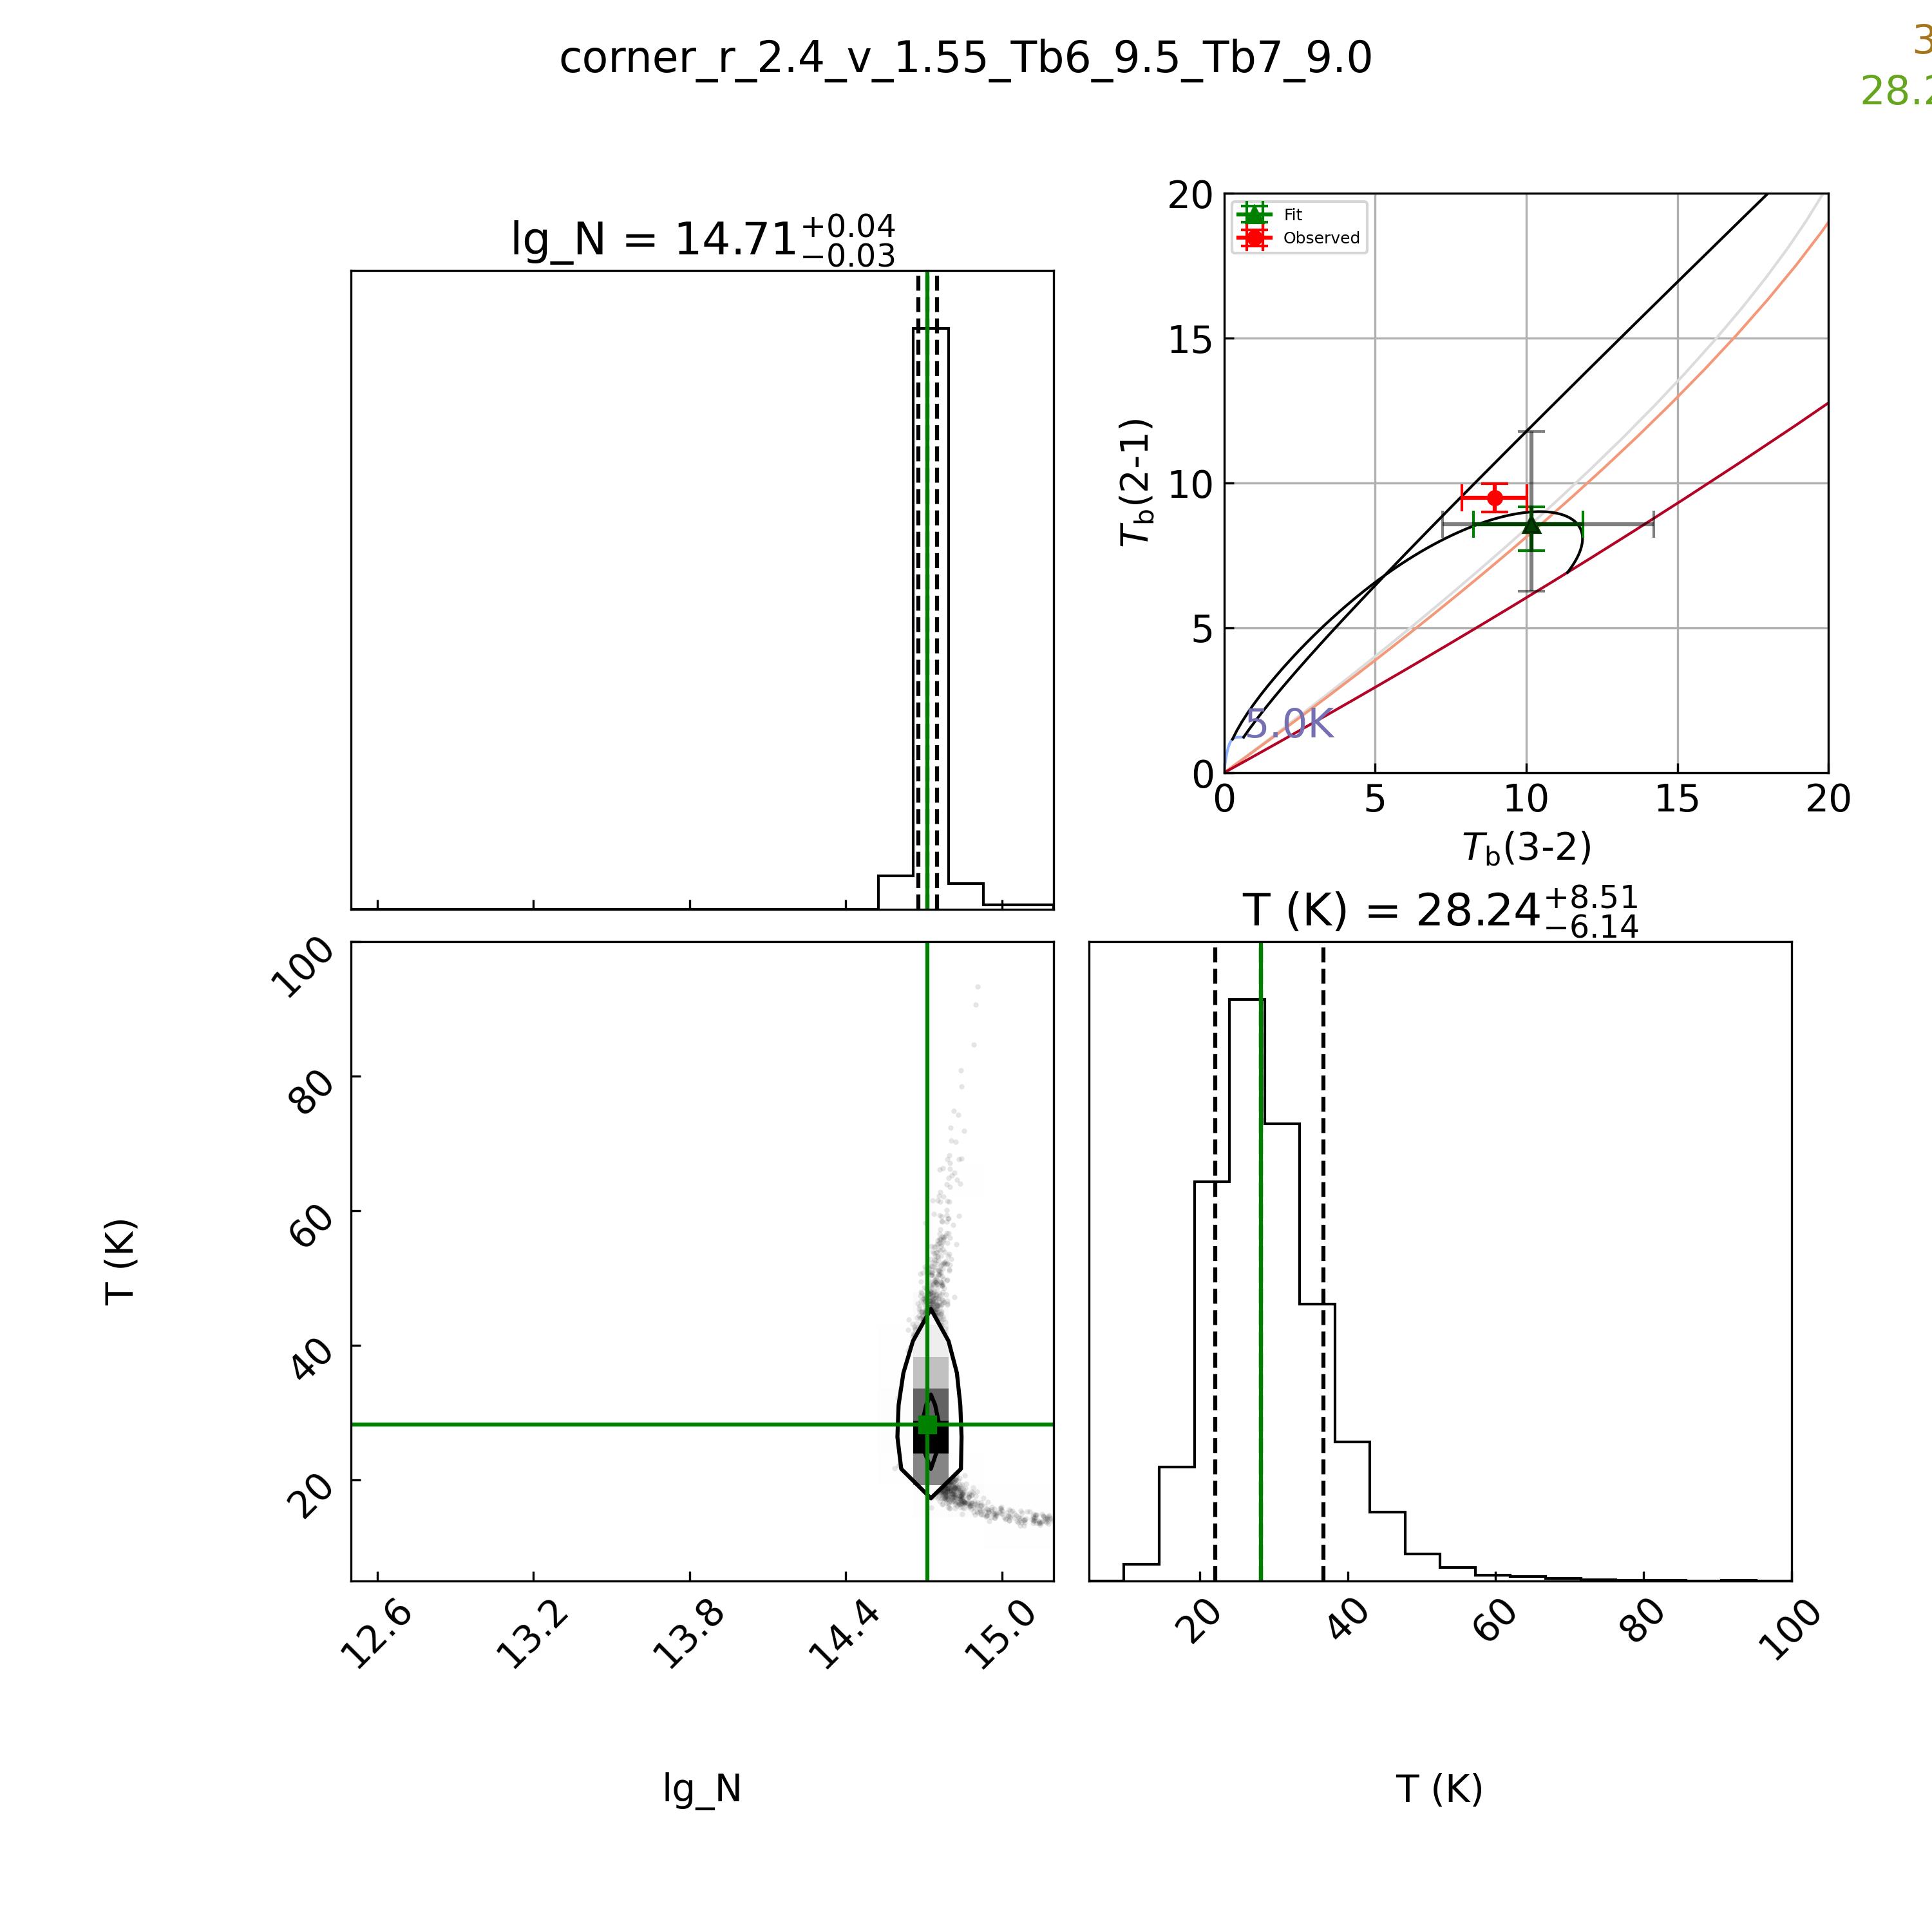 corner_r_2.4_v_1.55_Tb6_9.5_Tb7_9.0
28.2
lg_N = 14.71 +0.04 −0.03
20
15
10
5
0
T_b(2-1)
Fit
Observed
5.0K
0 5 10 15 20
T_b(3-2)
T (K) = 28.24 +8.51 −6.14
100
80
60
40
20
T (K)
12.6 13.2 13.8 14.4 15.0
lg_N
20 40 60 80 100
T (K)